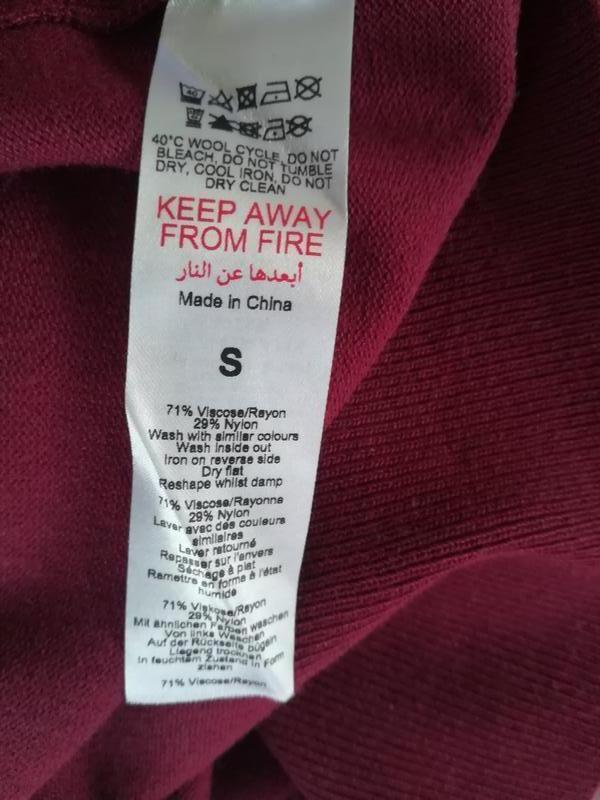 40
40°C WOOL CYCLE, DO NOT
BLEACH, DO NOT TUMBLE
DRY, COOL IRON, DO NOT
DRY CLEAN
KEEP AWAY
FROM FIRE
أبعدها عن النار
Made in China
S
71% Viscose/Rayon
29% Nylon
Wash with similar colours
Wash inside out
Iron on reverse side
Dry flat
Reshape whilst damp
71% Viscose/Rayonne
29% Nylon
Laver avec des couleurs
similaires
Laver retourné
Repasser sur l'envers
Séchage à plat
Ramettre en forme à l'état
humide
71% Viskose/Rayon
29% Nylon
Mit ähnlichen Farben waschen
Von links Waschen
Auf der Rückseite bügeln
Liegend trocknen
In feuchtem Zustand in Form
ziehen
71% Viscose/Rayon